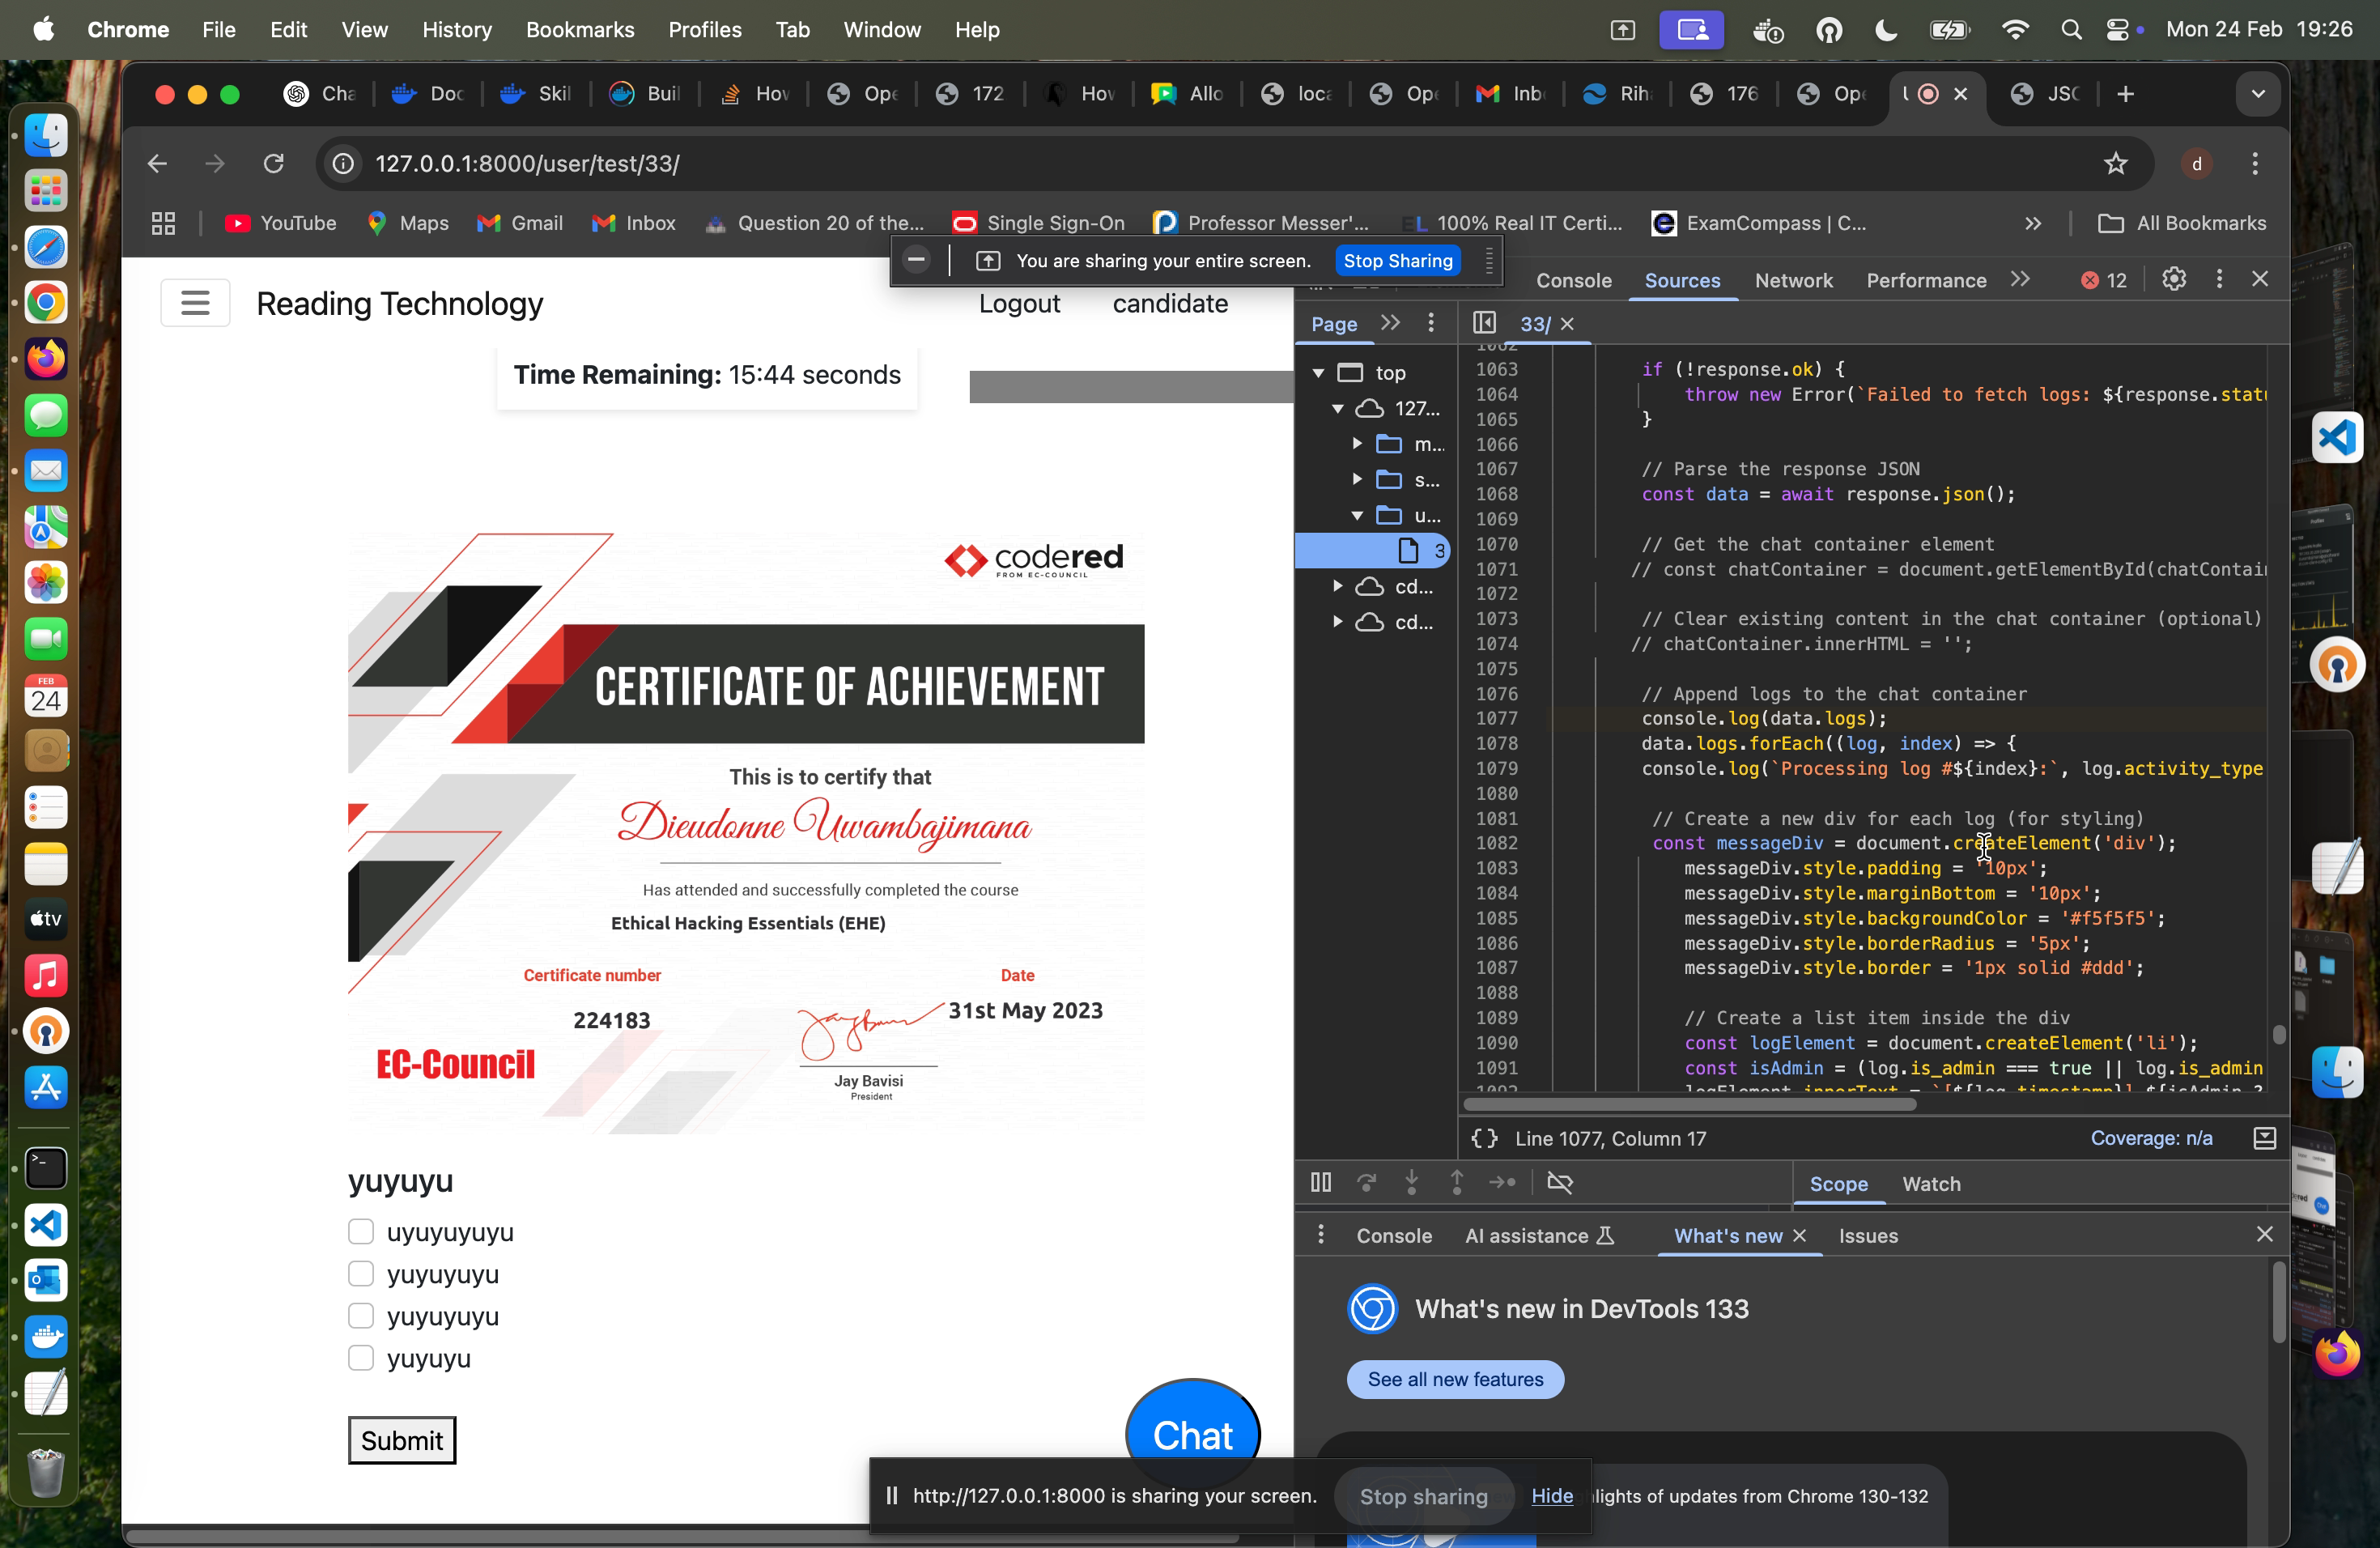 Chrome File Edit View History Bookmarks Profiles Tab Window Help Mon 24 Feb 19:26
Cha Doc Skil Buil How Ope 172 How Allo loca Ope Inb Rih 176 Ope JSC
127.0.0.1:8000/user/test/33/ d
YouTube Maps Gmail Inbox Question 20 of the... Single Sign-On Professor Messer'... EL 100% Real IT Certi... ExamCompass | C... All Bookmarks
You are sharing your entire screen. Stop Sharing
Reading Technology Logout candidate
Time Remaining: 15:44 seconds
codered
FROM EC-COUNCIL
CERTIFICATE OF ACHIEVEMENT
This is to certify that
Dieudonne Uwambajimana
Has attended and successfully completed the course
Ethical Hacking Essentials (EHE)
Certificate number Date
224183 31st May 2023
EC-Council
Jay Bavisi
President
yuyuyu
uyuyuyuyu
yuyuyuyu
yuyuyuyu
yuyuyu
Submit
Chat
http://127.0.0.1:8000 is sharing your screen. Stop sharing Hide
Console Sources Network Performance 12
Page 33/
top
127...
m...
s...
u...
3
cd...
cd...
1062
1063 if (!response.ok) {
1064 throw new Error(`Failed to fetch logs: ${response.statu
1065 }
1066
1067 // Parse the response JSON
1068 const data = await response.json();
1069
1070 // Get the chat container element
1071 // const chatContainer = document.getElementById(chatContai
1072
1073 // Clear existing content in the chat container (optional)
1074 // chatContainer.innerHTML = '';
1075
1076 // Append logs to the chat container
1077 console.log(data.logs);
1078 data.logs.forEach((log, index) => {
1079 console.log(`Processing log #${index}:`, log.activity_type
1080
1081 // Create a new div for each log (for styling)
1082 const messageDiv = document.createElement('div');
1083 messageDiv.style.padding = '10px';
1084 messageDiv.style.marginBottom = '10px';
1085 messageDiv.style.backgroundColor = '#f5f5f5';
1086 messageDiv.style.borderRadius = '5px';
1087 messageDiv.style.border = '1px solid #ddd';
1088
1089 // Create a list item inside the div
1090 const logElement = document.createElement('li');
1091 const isAdmin = (log.is_admin === true || log.is_admin
1092 logElement.innerText = `[${log.timestamp}] ${isAdmin ?
{} Line 1077, Column 17 Coverage: n/a
Scope Watch
Console AI assistance What's new Issues
What's new in DevTools 133
See all new features
lights of updates from Chrome 130-132
FEB
24
tv